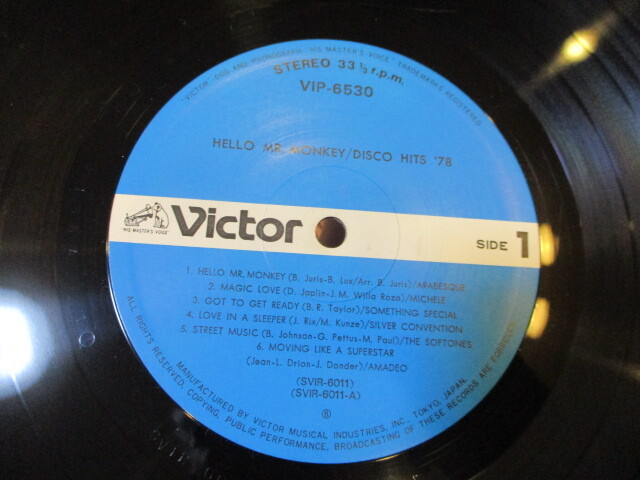 "VICTOR", DOG AND PHONOGRAPH, "HIS MASTER'S VOICE" TRADEMARKS REGISTERED
STEREO 33 ⅓ r.p.m.
VIP-6530
HELLO MR. MONKEY/DISCO HITS '78
"HIS MASTER'S VOICE"
Victor
SIDE 1
1. HELLO MR. MONKEY (B. Juris-B. Lux/Arr. B. Juris)/ARABESQUE
2. MAGIC LOVE (D. Japlin-J.M. Willa Roza)/MICHELE
3. GOT TO GET READY (B.R. Taylor)/SOMETHING SPECIAL
4. LOVE IN A SLEEPER (J. Rix/M. Kunze)/SILVER CONVENTION
5. STREET MUSIC (B. Johnson-G. Pettus-M. Paul)/THE SOFTONES
6. MOVING LIKE A SUPERSTAR
(Jean-L. Drion-J. Donder)/AMADEO
(SVIR-6011)
(SVIR-6011-A)
MANUFACTURED BY VICTOR MUSICAL INDUSTRIES, INC., TOKYO, JAPAN.
ALL RIGHTS RESERVED, COPYING, PUBLIC PERFORMANCE, BROADCASTING OF THESE RECORDS ARE FORBIDDEN